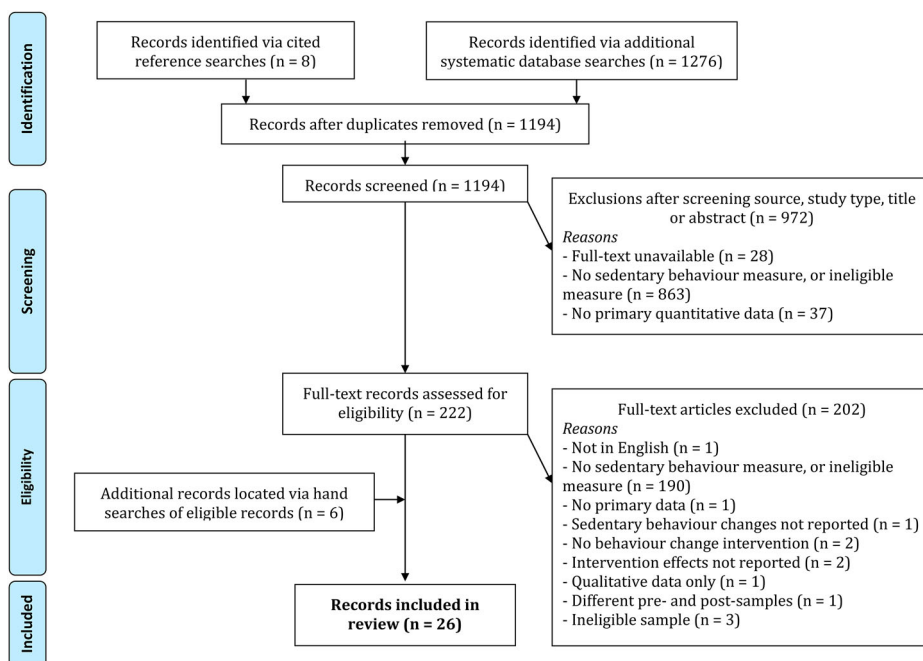 Identification
Records identified via cited
reference searches (n = 8)
Records identified via additional
systematic database searches (n = 1276)
Records after duplicates removed (n = 1194)
Screening
Records screened (n = 1194)
Exclusions after screening source, study type, title
or abstract (n = 972)
Reasons
- Full-text unavailable (n = 28)
- No sedentary behaviour measure, or ineligible
measure (n = 863)
- No primary quantitative data (n = 37)
Eligibility
Full-text records assessed for
eligibility (n = 222)
Full-text articles excluded (n = 202)
Reasons
- Not in English (n = 1)
- No sedentary behaviour measure, or ineligible
measure (n = 190)
- No primary data (n = 1)
- Sedentary behaviour changes not reported (n = 1)
- No behaviour change intervention (n = 2)
- Intervention effects not reported (n = 2)
- Qualitative data only (n = 1)
- Different pre- and post-samples (n = 1)
- Ineligible sample (n = 3)
Additional records located via hand
searches of eligible records (n = 6)
Included
Records included in
review (n = 26)